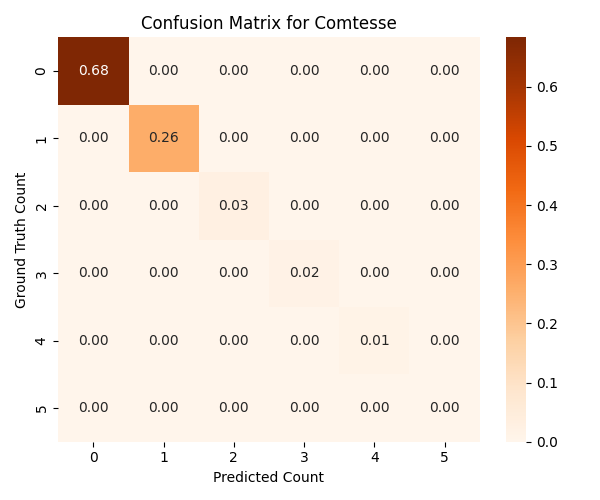 Confusion Matrix for Comtesse
Ground Truth Count
0 0.68 0.00 0.00 0.00 0.00 0.00
1 0.00 0.26 0.00 0.00 0.00 0.00
2 0.00 0.00 0.03 0.00 0.00 0.00
3 0.00 0.00 0.00 0.02 0.00 0.00
4 0.00 0.00 0.00 0.00 0.01 0.00
5 0.00 0.00 0.00 0.00 0.00 0.00
0 1 2 3 4 5
Predicted Count
0.6
0.5
0.4
0.3
0.2
0.1
0.0